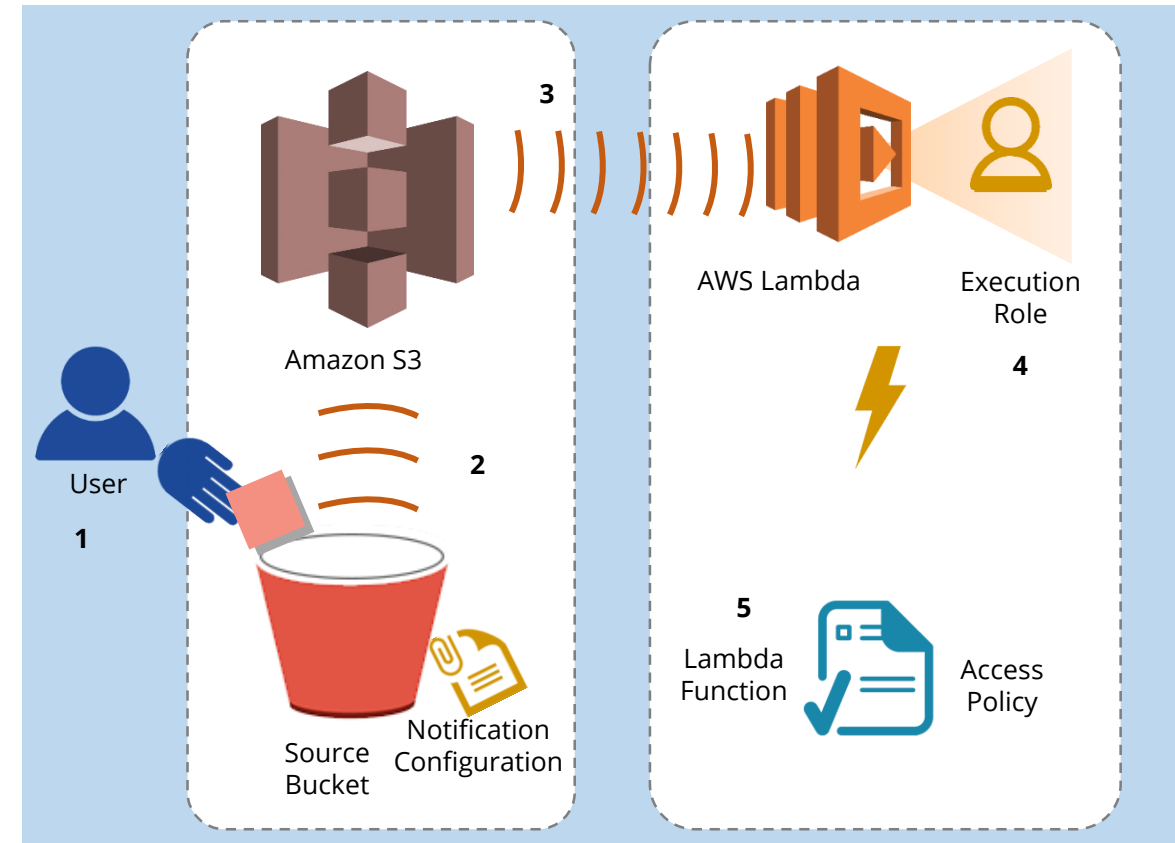 3
AWS Lambda
Execution
Role
4
Amazon S3
User
1
2
5
Lambda
Function
Access
Policy
Notification
Configuration
Source
Bucket